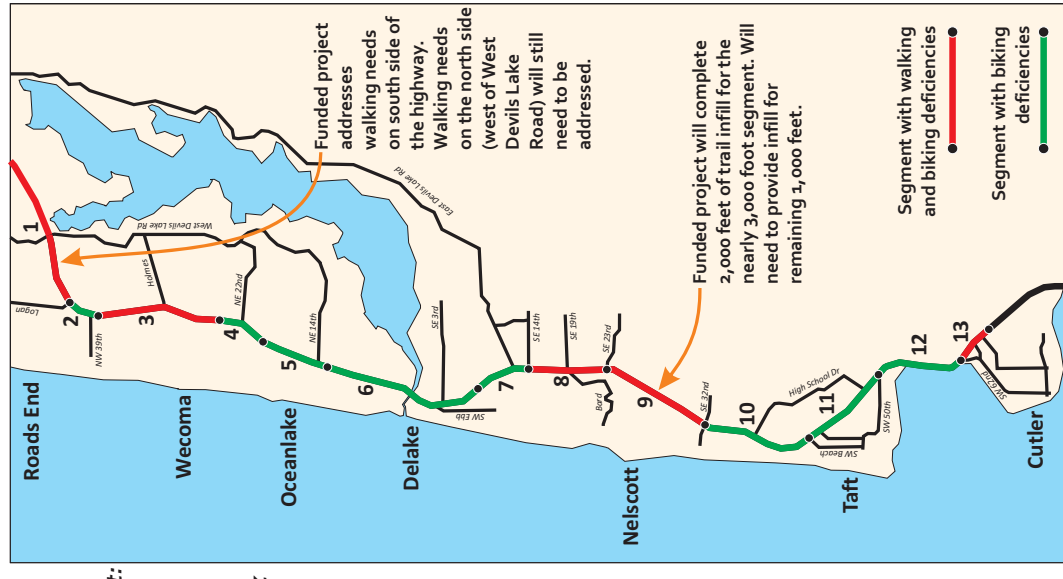 Roads End
Wecoma
Oceanlake
Delake
Nelscott
Taft
Cutler
1
2
3
4
5
6
7
8
9
10
11
12
13
Logan
NW 39th
Holmes
West Devils Lake Rd
NE 22nd
NE 14th
SE 3rd
SW Ebb
East Devils Lake Rd
SE 14th
SE 19th
SE 23rd
Bard
SE 32nd
High School Dr
SW Beach
SW 50th
SW 62nd
Funded project
addresses
walking needs
on south side of
the highway.
Walking needs
on the north side
(west of West
Devils Lake
Road) will still
need to be
addressed.
Funded project will complete
2,000 feet of trail infill for the
nearly 3,000 foot segment. Will
need to provide infill for
remaining 1,000 feet.
Segment with walking
and biking deficiencies
Segment with biking
deficiencies